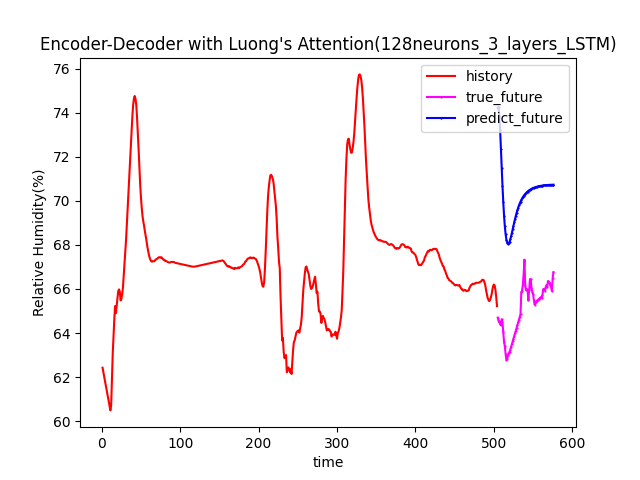 Encoder-Decoder with Luong's Attention(128neurons_3_layers_LSTM)
76
74
72
70
68
66
64
62
60
Relative Humidity(%)
history
true_future
predict_future
0 100 200 300 400 500 600
time